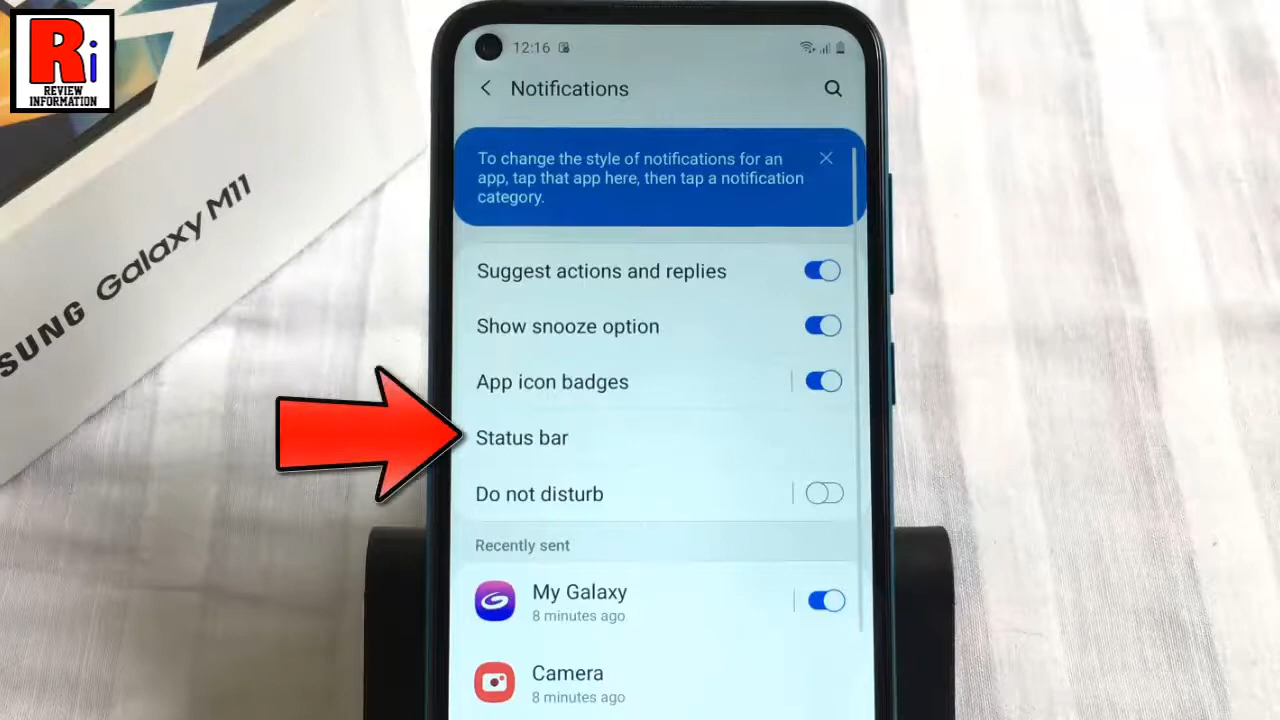 Ri
REVIEW
INFORMATION
SUNG Galaxy M11
12:16
Notifications
To change the style of notifications for an
app, tap that app here, then tap a notification
category.
Suggest actions and replies
Show snooze option
App icon badges
Status bar
Do not disturb
Recently sent
My Galaxy
8 minutes ago
Camera
8 minutes ago